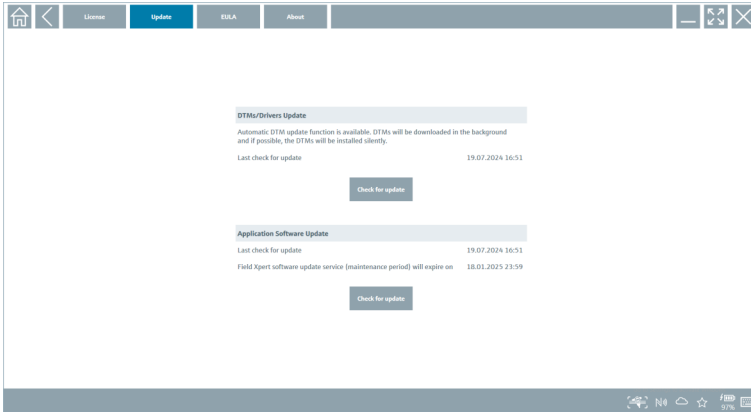 License
Update
EULA
About
DTMs/Drivers Update
Automatic DTM update function is available. DTMs will be downloaded in the background
and if possible, the DTMs will be installed silently.
Last check for update 19.07.2024 16:51
Check for update
Application Software Update
Last check for update 19.07.2024 16:51
Field Xpert software update service (maintenance period) will expire on 18.01.2025 23:59
Check for update
97%